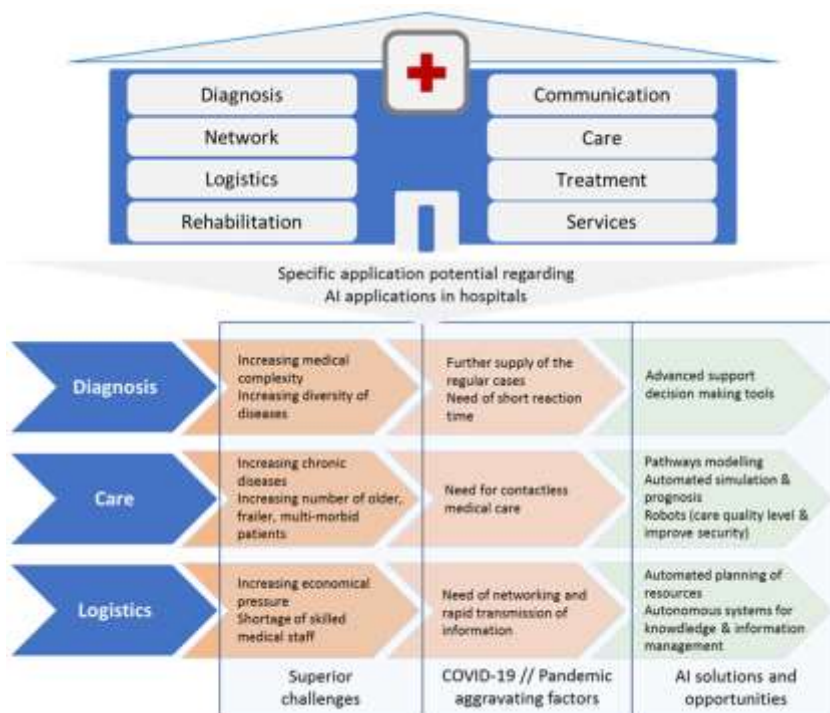 Diagnosis
Network
Logistics
Rehabilitation
Communication
Care
Treatment
Services
Specific application potential regarding
AI applications in hospitals
Diagnosis
Increasing medical
complexity
Increasing diversity of
diseases
Further supply of the
regular cases
Need of short reaction
time
Advanced support
decision making tools
Care
Increasing chronic
diseases
Increasing number of older,
frailer, multi-morbid
patients
Need for contactless
medical care
Pathways modelling
Automated simulation &
prognosis
Robots (care quality level &
improve security)
Logistics
Increasing economical
pressure
Shortage of skilled
medical staff
Need of networking and
rapid transmission of
information
Automated planning of
resources
Autonomous systems for
knowldedge & information
management
Superior
challenges
COVID-19 // Pandemic
aggravating factors
AI solutions and
opportunities